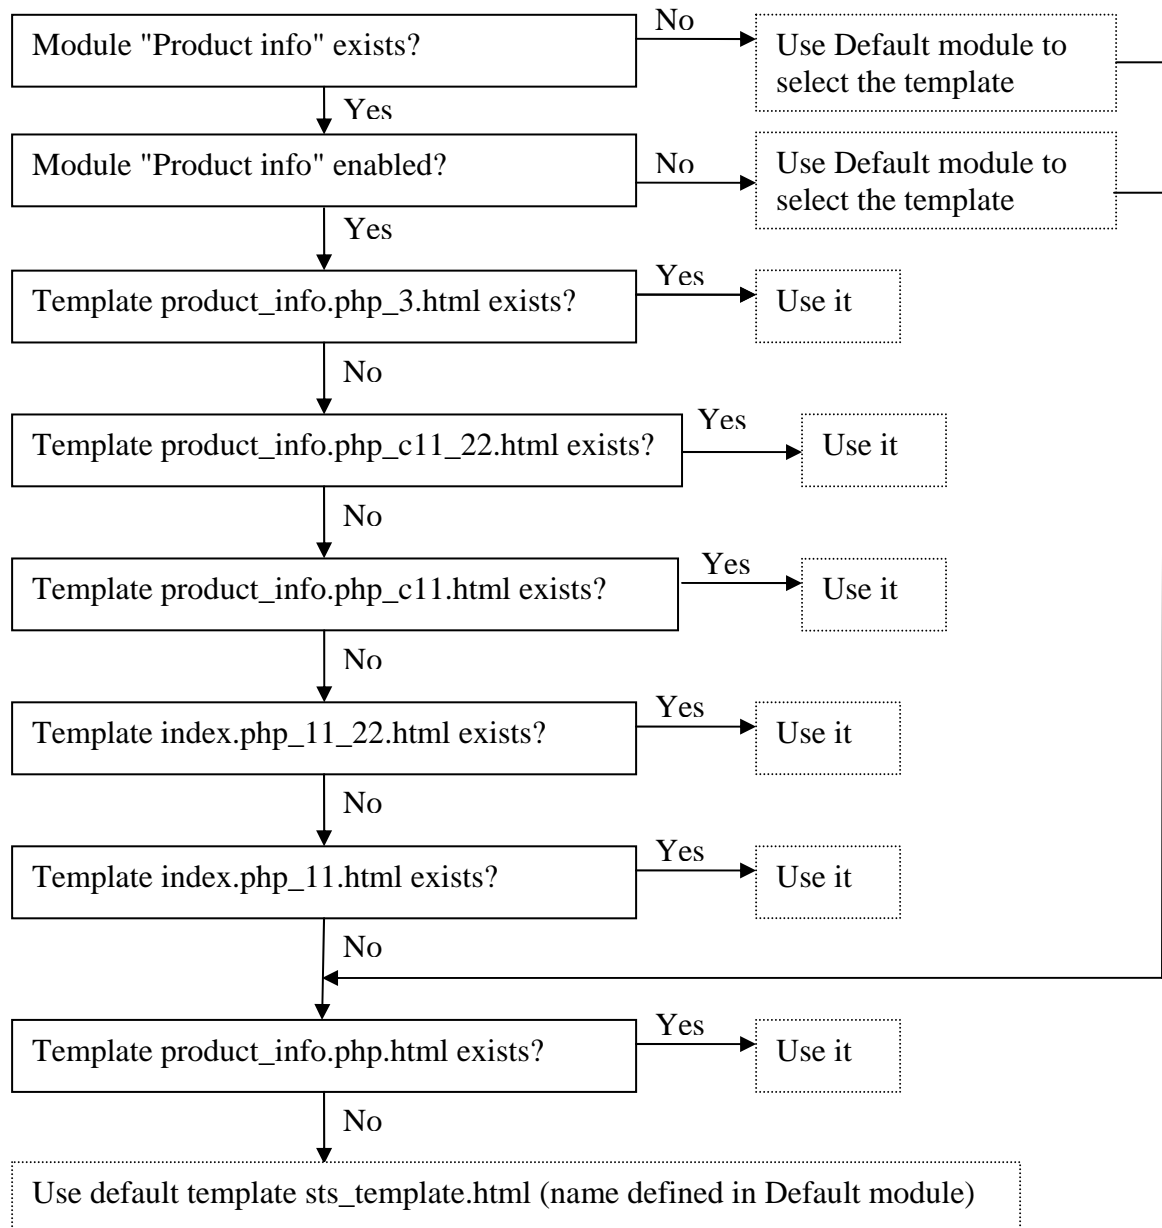 Module "Product info" exists?
No
Use Default module to
select the template
Yes
Module "Product info" enabled?
No
Use Default module to
select the template
Yes
Template product_info.php_3.html exists?
Yes
Use it
No
Template product_info.php_c11_22.html exists?
Yes
Use it
No
Template product_info.php_c11.html exists?
Yes
Use it
No
Template index.php_11_22.html exists?
Yes
Use it
No
Template index.php_11.html exists?
Yes
Use it
No
Template product_info.php.html exists?
Yes
Use it
No
Use default template sts_template.html (name defined in Default module)